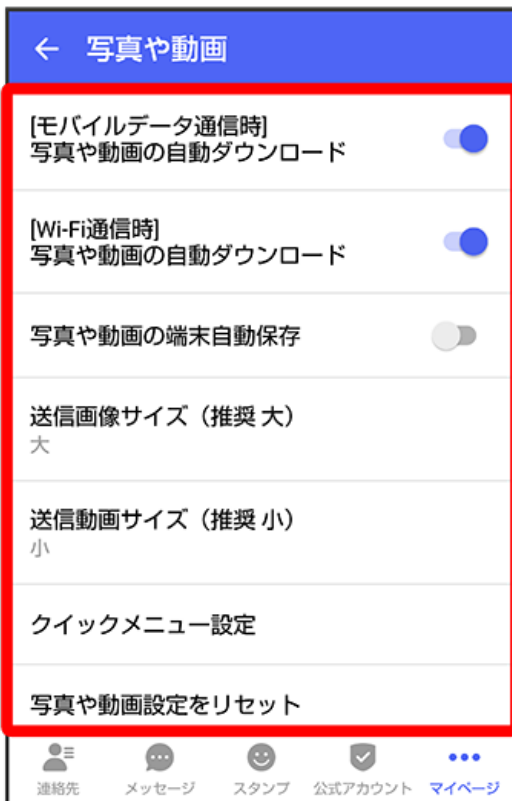 写真や動画
[モバイルデータ通信時]
写真や動画の自動ダウンロード
[Wi-Fi通信時]
写真や動画の自動ダウンロード
写真や動画の端末自動保存
送信画像サイズ（推奨 大）
大
送信動画サイズ（推奨 小）
小
クイックメニュー設定
写真や動画設定をリセット
連絡先 メッセージ スタンプ 公式アカウント マイページ